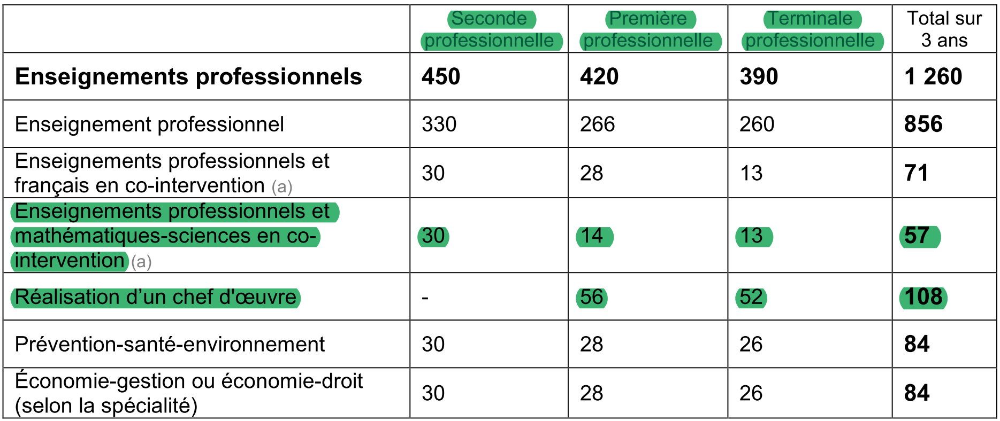 Seconde professionnelle Première professionnelle Terminale professionnelle Total sur 3 ans
Enseignements professionnels 450 420 390 1 260
Enseignement professionnel 330 266 260 856
Enseignements professionnels et
français en co-intervention (a) 30 28 13 71
Enseignements professionnels et
mathématiques-sciences en co- 30 14 13 57
intervention (a)
Réalisation d’un chef d'œuvre - 56 52 108
Prévention-santé-environnement 30 28 26 84
Économie-gestion ou économie-droit
(selon la spécialité) 30 28 26 84